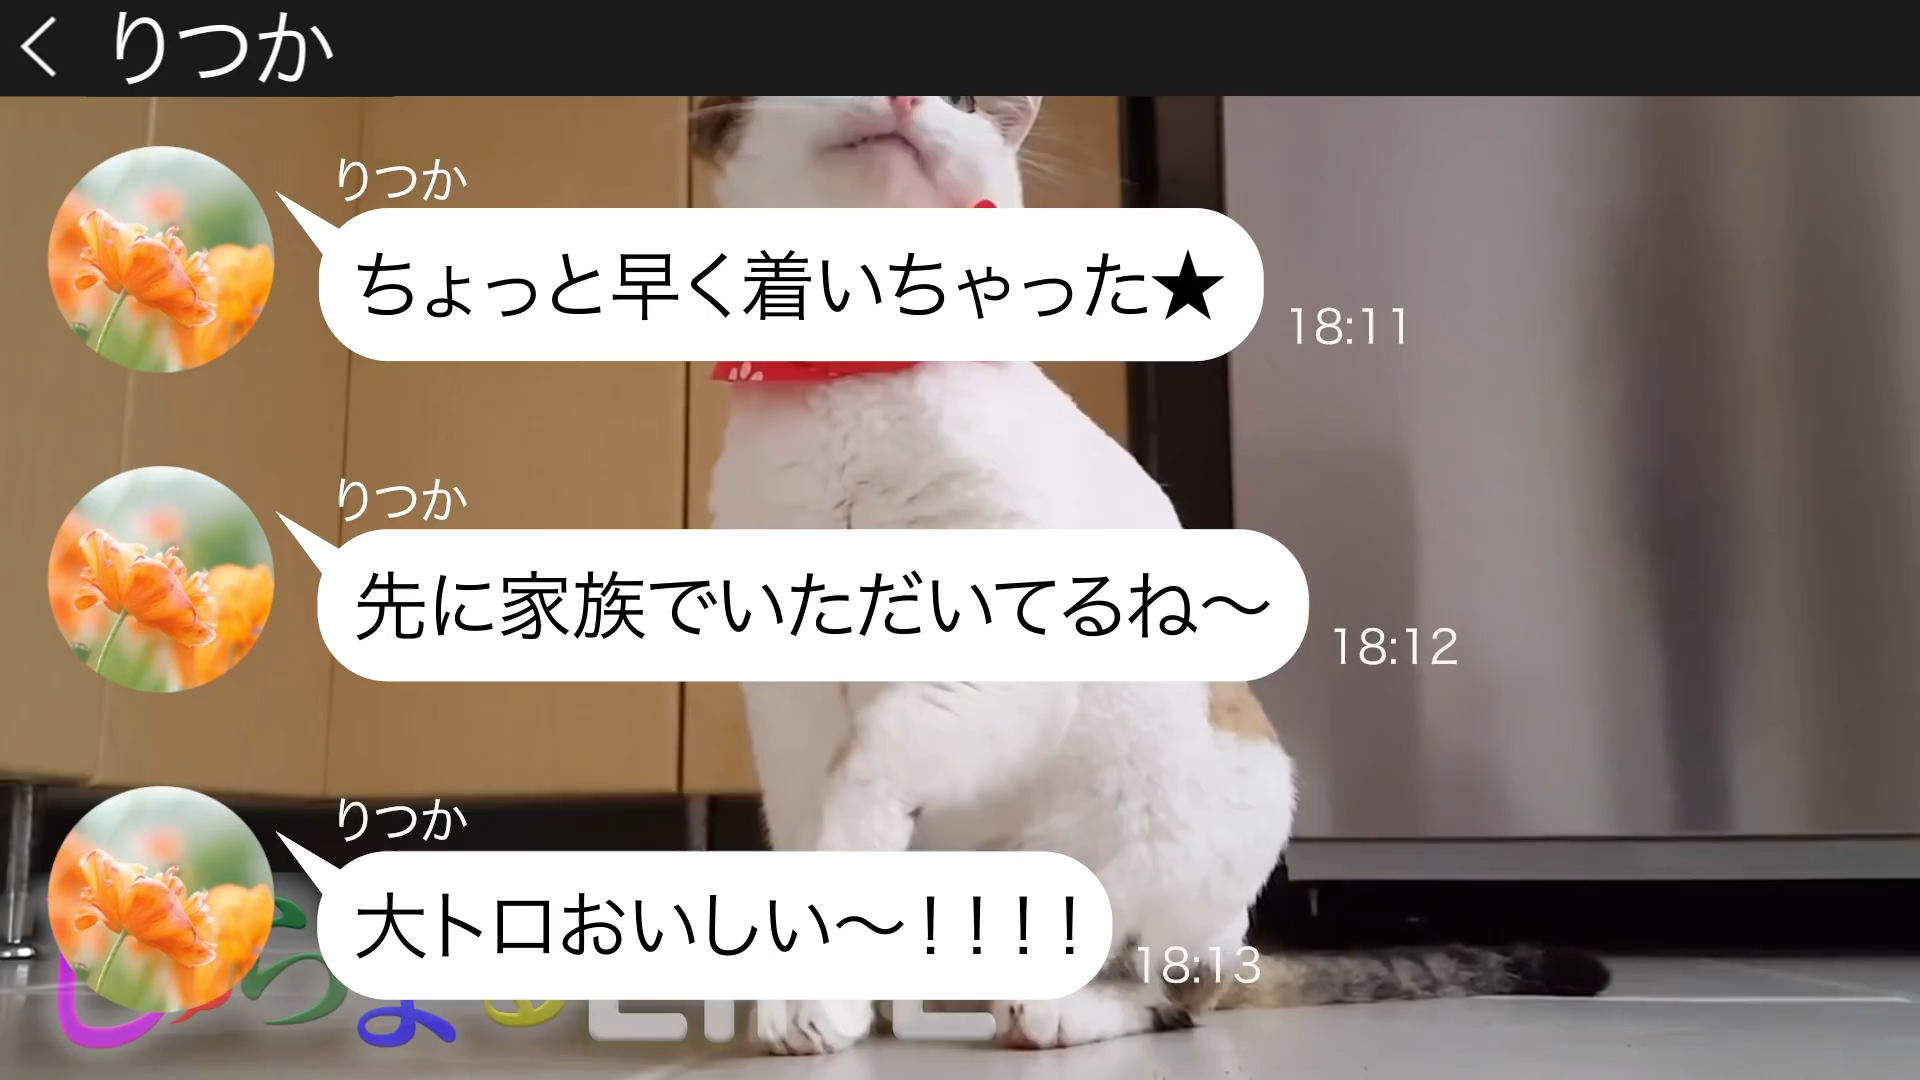 りつか
りつか
ちょっと早く着いちゃった★
18:11
りつか
先に家族でいただいてるね〜
18:12
りつか
大トロおいしい〜！！！！
18:13